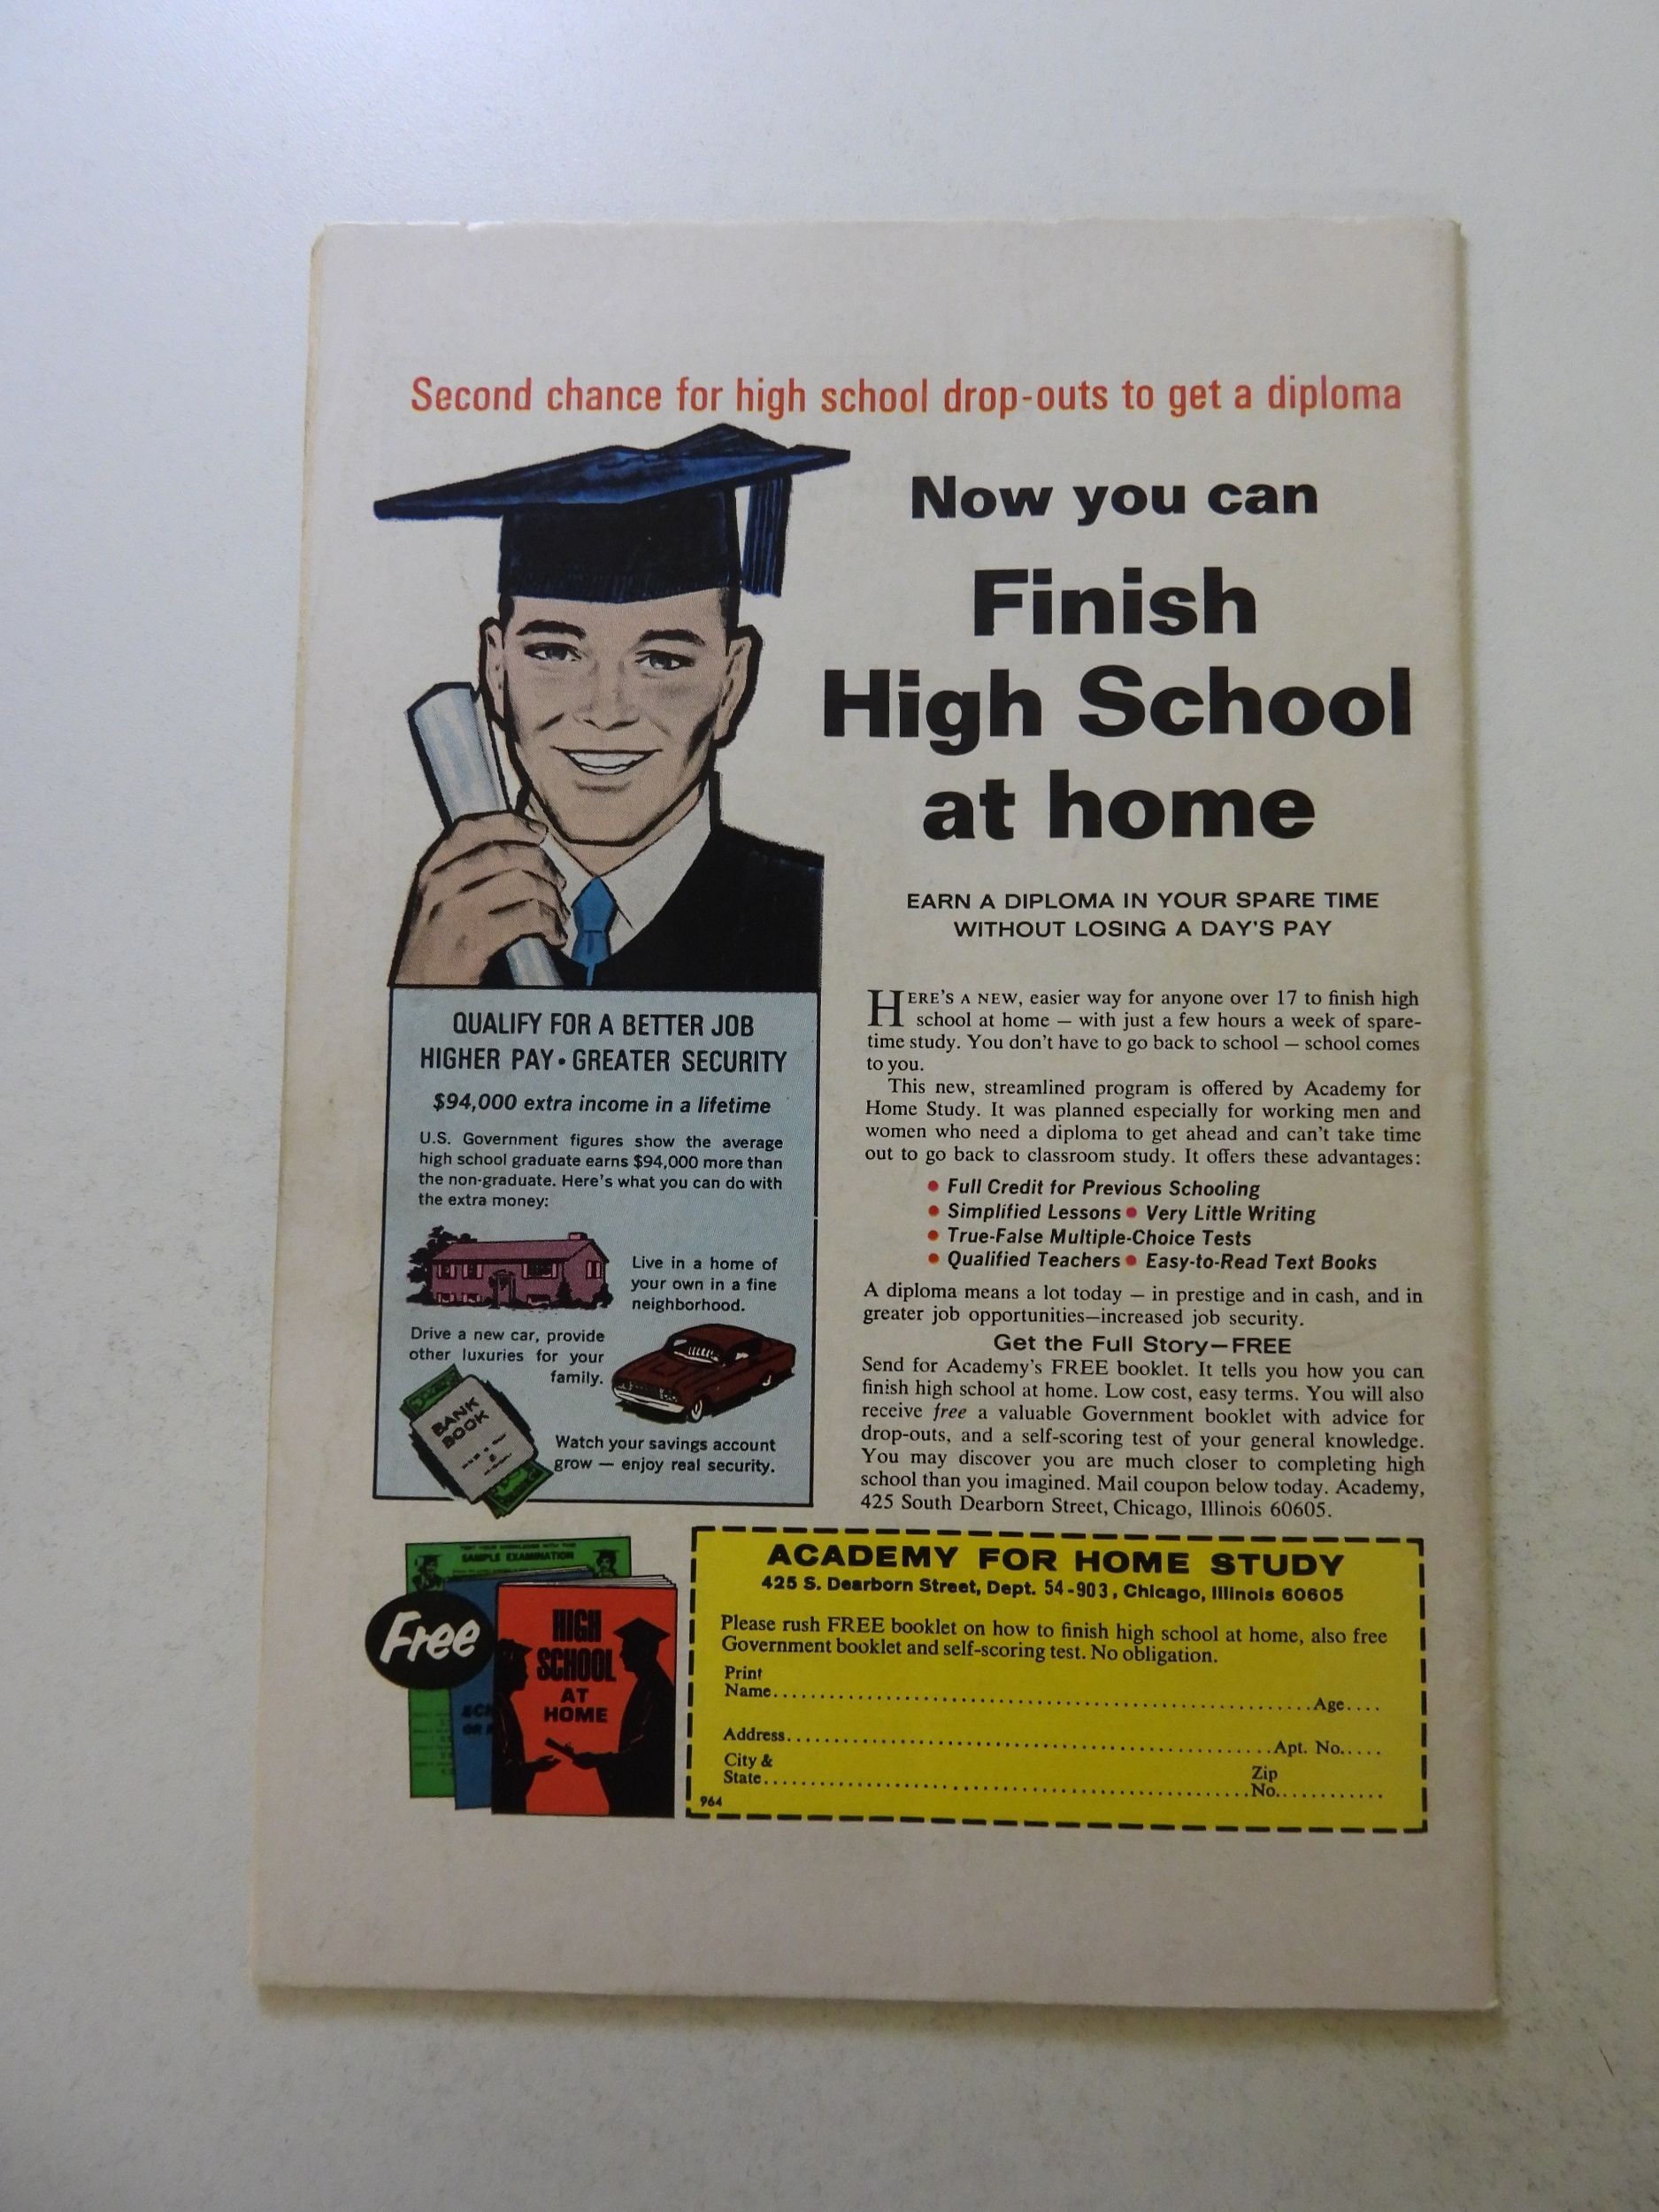 Second chance for high school drop-outs to get a diploma
Now you can
Finish
High School
at home
EARN A DIPLOMA IN YOUR SPARE TIME
WITHOUT LOSING A DAY'S PAY
HERE'S A NEW, easier way for anyone over 17 to finish high
school at home — with just a few hours a week of spare-
time study. You don't have to go back to school — school comes
to you.
This new, streamlined program is offered by Academy for
Home Study. It was planned especially for working men and
women who need a diploma to get ahead and can't take time
out to go back to classroom study. It offers these advantages:
• Full Credit for Previous Schooling
• Simplified Lessons • Very Little Writing
• True-False Multiple-Choice Tests
• Qualified Teachers • Easy-to-Read Text Books
A diploma means a lot today — in prestige and in cash, and in
greater job opportunities—increased job security.
Get the Full Story—FREE
Send for Academy's FREE booklet. It tells you how you can
finish high school at home. Low cost, easy terms. You will also
receive free a valuable Government booklet with advice for
drop-outs, and a self-scoring test of your general knowledge.
You may discover you are much closer to completing high
school than you imagined. Mail coupon below today. Academy,
425 South Dearborn Street, Chicago, Illinois 60605.
QUALIFY FOR A BETTER JOB
HIGHER PAY • GREATER SECURITY
$94,000 extra income in a lifetime
U.S. Government figures show the average
high school graduate earns $94,000 more than
the non-graduate. Here's what you can do with
the extra money:
Live in a home of
your own in a fine
neighborhood.
Drive a new car, provide
other luxuries for your
family.
BANK
BOOK
Watch your savings account
grow — enjoy real security.
SAMPLE EXAMINATION
Free
HIGH
SCHOOL
AT
HOME
ACADEMY FOR HOME STUDY
425 S. Dearborn Street, Dept. 54-903, Chicago, Illinois 60605
Please rush FREE booklet on how to finish high school at home, also free
Government booklet and self-scoring test. No obligation.
Print
Name..........Age....
Address..........Apt. No.....
City &
State..........Zip
No...........
964